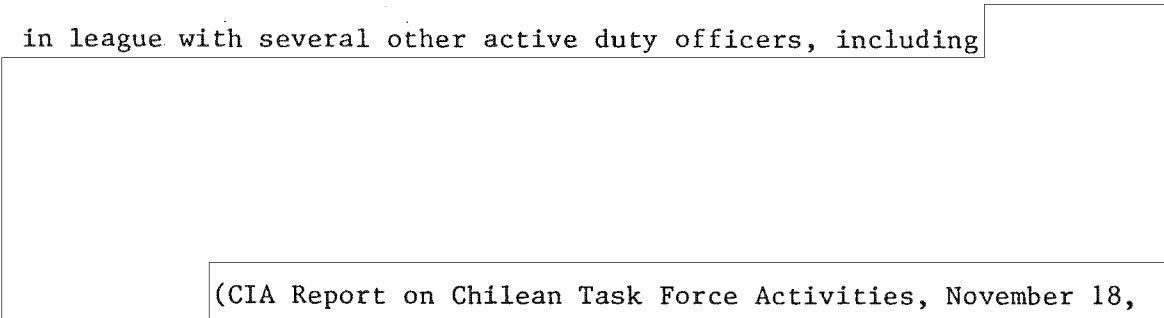 in league with several other active duty officers, including
(CIA Report on Chilean Task Force Activities, November 18,